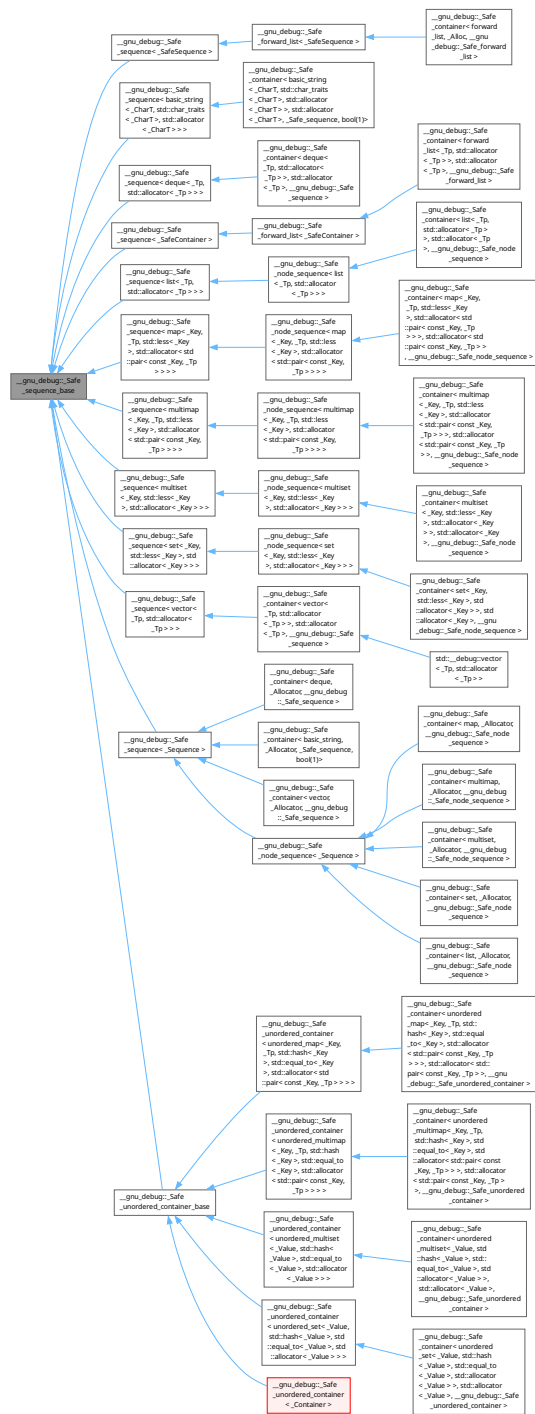 __gnu_debug::_Safe
_sequence< _SafeSequence >
__gnu_debug::_Safe
_forward_list< _SafeSequence >
__gnu_debug::_Safe
_container< forward
_list, _Alloc, __gnu
_debug::_Safe_forward
_list >
__gnu_debug::_Safe
_sequence< basic_string
< _CharT, std::char_traits
< _CharT >, std::allocator
< _CharT > > >
__gnu_debug::_Safe
_container< basic_string
< _CharT, std::char_traits
< _CharT >, std::allocator
< _CharT > >, std::allocator
< _CharT >, _Safe_sequence, bool(1)>
__gnu_debug::_Safe
_sequence< deque< _Tp,
std::allocator< _Tp > > >
__gnu_debug::_Safe
_container< deque<
_Tp, std::allocator<
_Tp > >, std::allocator
< _Tp >, __gnu_debug::_Safe
_sequence >
__gnu_debug::_Safe
_container< forward
_list< _Tp, std::allocator
< _Tp > >, std::allocator
< _Tp >, __gnu_debug::_Safe
_forward_list >
__gnu_debug::_Safe
_sequence< _SafeContainer >
__gnu_debug::_Safe
_forward_list< _SafeContainer >
__gnu_debug::_Safe
_container< list< _Tp,
std::allocator< _Tp >
>, std::allocator< _Tp
>, __gnu_debug::_Safe_node
_sequence >
__gnu_debug::_Safe
_sequence< list< _Tp,
std::allocator< _Tp > > >
__gnu_debug::_Safe
_node_sequence< list
< _Tp, std::allocator
< _Tp > > >
__gnu_debug::_Safe
_sequence< map< _Key,
_Tp, std::less< _Key
>, std::allocator< std
::pair< const _Key, _Tp
> > > >
__gnu_debug::_Safe
_node_sequence< map
< _Key, _Tp, std::less
< _Key >, std::allocator
< std::pair< const _Key,
_Tp > > > >
__gnu_debug::_Safe
_container< map< _Key,
_Tp, std::less< _Key
>, std::allocator< std
::pair< const _Key, _Tp
> > >, std::allocator< std
::pair< const _Key, _Tp > >
, __gnu_debug::_Safe_node_sequence >
__gnu_debug::_Safe
_sequence_base
__gnu_debug::_Safe
_sequence< multimap
< _Key, _Tp, std::less
< _Key >, std::allocator
< std::pair< const _Key,
_Tp > > > >
__gnu_debug::_Safe
_node_sequence< multimap
< _Key, _Tp, std::less
< _Key >, std::allocator
< std::pair< const _Key,
_Tp > > > >
__gnu_debug::_Safe
_container< multimap
< _Key, _Tp, std::less
< _Key >, std::allocator
< std::pair< const _Key,
_Tp > > >, std::allocator
< std::pair< const _Key, _Tp
> >, __gnu_debug::_Safe_node
_sequence >
__gnu_debug::_Safe
_sequence< multiset
< _Key, std::less< _Key
>, std::allocator< _Key > > >
__gnu_debug::_Safe
_node_sequence< multiset
< _Key, std::less< _Key
>, std::allocator< _Key > > >
__gnu_debug::_Safe
_container< multiset
< _Key, std::less< _Key
>, std::allocator< _Key
> >, std::allocator< _Key
>, __gnu_debug::_Safe_node
_sequence >
__gnu_debug::_Safe
_sequence< set< _Key,
std::less< _Key >, std
::allocator< _Key > > >
__gnu_debug::_Safe
_node_sequence< set
< _Key, std::less< _Key
>, std::allocator< _Key > > >
__gnu_debug::_Safe
_container< set< _Key,
std::less< _Key >, std
::allocator< _Key > >, std
::allocator< _Key >, __gnu
_debug::_Safe_node_sequence >
__gnu_debug::_Safe
_sequence< vector<
_Tp, std::allocator<
_Tp > > >
__gnu_debug::_Safe
_container< vector<
_Tp, std::allocator
< _Tp > >, std::allocator
< _Tp >, __gnu_debug::_Safe
_sequence >
std::__debug::vector
< _Tp, std::allocator
< _Tp > >
__gnu_debug::_Safe
_container< deque,
_Allocator, __gnu_debug
::_Safe_sequence >
__gnu_debug::_Safe
_sequence< _Sequence >
__gnu_debug::_Safe
_container< basic_string,
_Allocator, _Safe_sequence,
bool(1)>
__gnu_debug::_Safe
_container< map, _Allocator,
__gnu_debug::_Safe_node
_sequence >
__gnu_debug::_Safe
_container< vector,
_Allocator, __gnu_debug
::_Safe_sequence >
__gnu_debug::_Safe
_container< multimap,
_Allocator, __gnu_debug
::_Safe_node_sequence >
__gnu_debug::_Safe
_node_sequence< _Sequence >
__gnu_debug::_Safe
_container< multiset,
_Allocator, __gnu_debug
::_Safe_node_sequence >
__gnu_debug::_Safe
_container< set, _Allocator,
__gnu_debug::_Safe_node
_sequence >
__gnu_debug::_Safe
_container< list, _Allocator,
__gnu_debug::_Safe_node
_sequence >
__gnu_debug::_Safe
_unordered_container
< unordered_map< _Key,
_Tp, std::hash< _Key
>, std::equal_to< _Key
>, std::allocator< std
::pair< const _Key, _Tp > > > >
__gnu_debug::_Safe
_container< unordered
_map< _Key, _Tp, std::
hash< _Key >, std::equal
_to< _Key >, std::allocator
< std::pair< const _Key, _Tp
> > >, std::allocator< std::
pair< const _Key, _Tp > >, __gnu
_debug::_Safe_unordered_container >
__gnu_debug::_Safe
_unordered_container
< unordered_multimap
< _Key, _Tp, std::hash
< _Key >, std::equal_to
< _Key >, std::allocator
< std::pair< const _Key,
_Tp > > > >
__gnu_debug::_Safe
_container< unordered
_multimap< _Key, _Tp,
std::hash< _Key >, std
::equal_to< _Key >, std
::allocator< std::pair< const
_Key, _Tp > > >, std::allocator
< std::pair< const _Key, _Tp >
>, __gnu_debug::_Safe_unordered
_container >
__gnu_debug::_Safe
_unordered_container_base
__gnu_debug::_Safe
_unordered_container
< unordered_multiset
< _Value, std::hash<
_Value >, std::equal_to
< _Value >, std::allocator
< _Value > > >
__gnu_debug::_Safe
_container< unordered
_multiset< _Value, std
::hash< _Value >, std::
equal_to< _Value >, std
::allocator< _Value > >,
std::allocator< _Value >,
__gnu_debug::_Safe_unordered
_container >
__gnu_debug::_Safe
_unordered_container
< unordered_set< _Value,
std::hash< _Value >, std
::equal_to< _Value >, std
::allocator< _Value > > >
__gnu_debug::_Safe
_container< unordered
_set< _Value, std::hash
< _Value >, std::equal_to
< _Value >, std::allocator
< _Value > >, std::allocator
< _Value >, __gnu_debug::_Safe
_unordered_container >
__gnu_debug::_Safe
_unordered_container
< _Container >